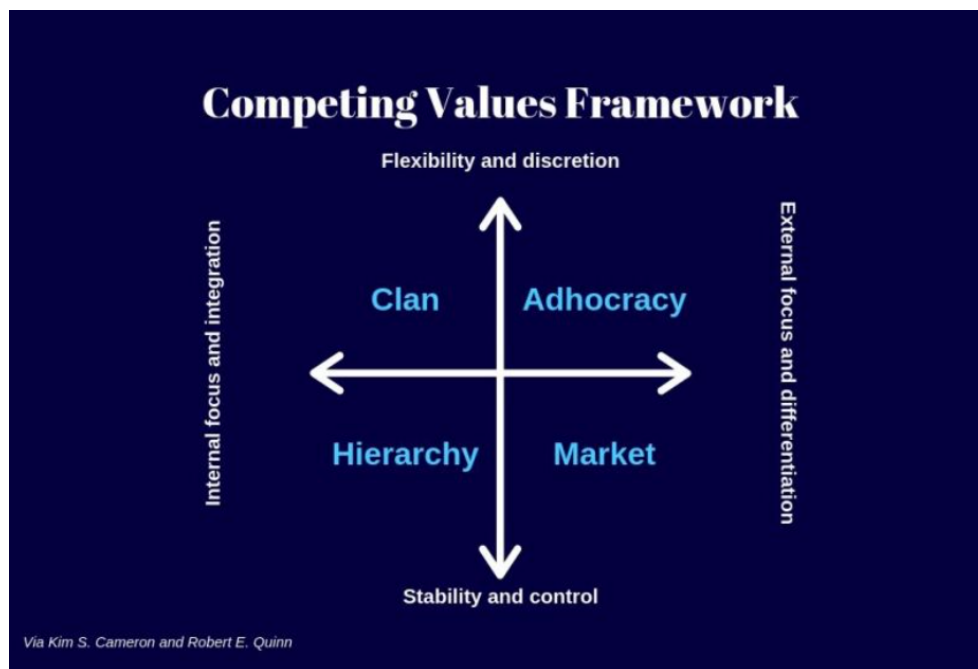 Competing Values Framework
Flexibility and discretion
Internal focus and integration
External focus and differentiation
Clan
Adhocracy
Hierarchy
Market
Stability and control
Via Kim S. Cameron and Robert E. Quinn